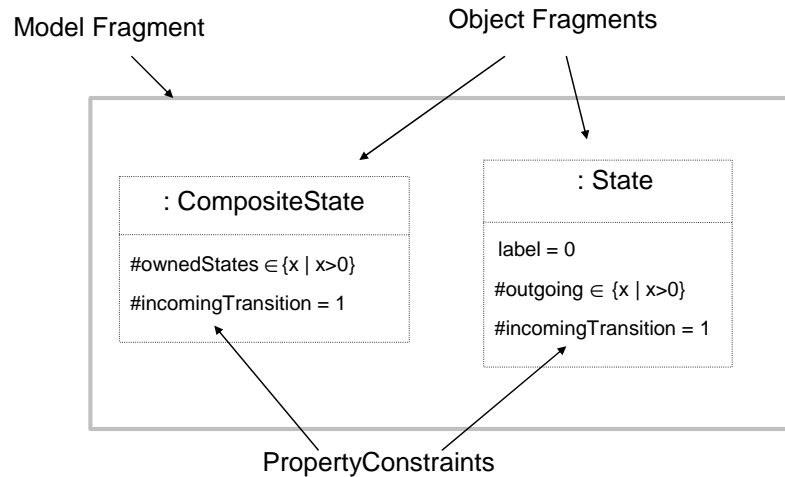 Model Fragment
Object Fragments
: CompositeState
#ownedStates ∈ {x | x>0}
#incomingTransition = 1
: State
label = 0
#outgoing ∈ {x | x>0}
#incomingTransition = 1
PropertyConstraints